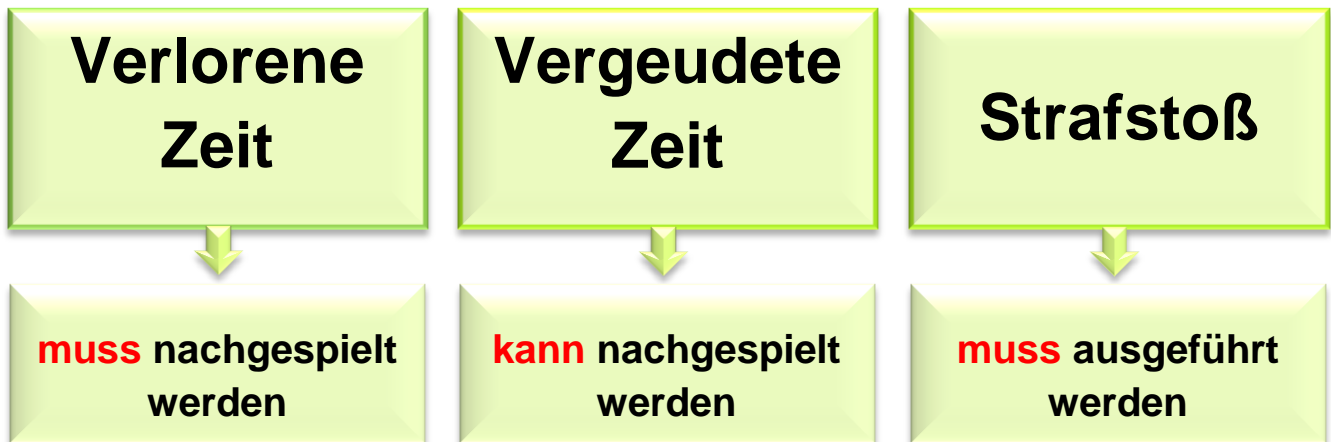 Verlorene
Zeit
Vergeudete
Zeit
Strafstoß
muss nachgespielt
werden
kann nachgespielt
werden
muss ausgeführt
werden